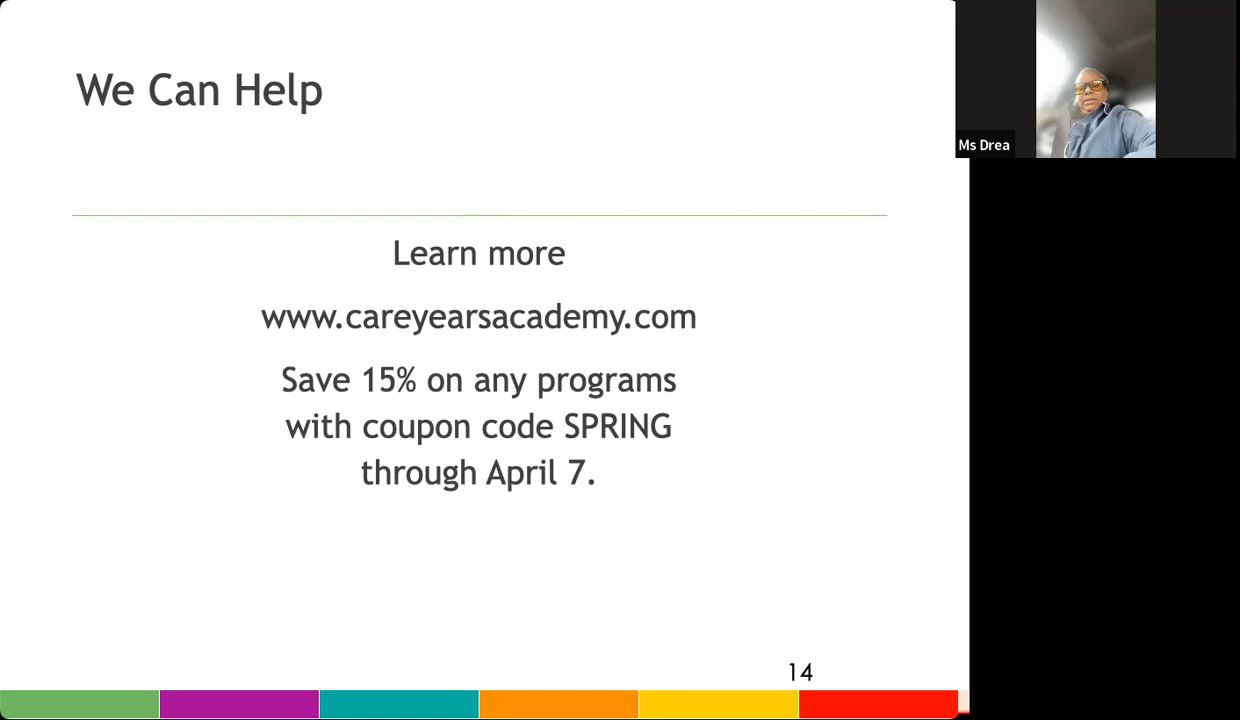 We Can Help
Ms Drea
Learn more
www.careyearsacademy.com
Save 15% on any programs
with coupon code SPRING
through April 7.
14